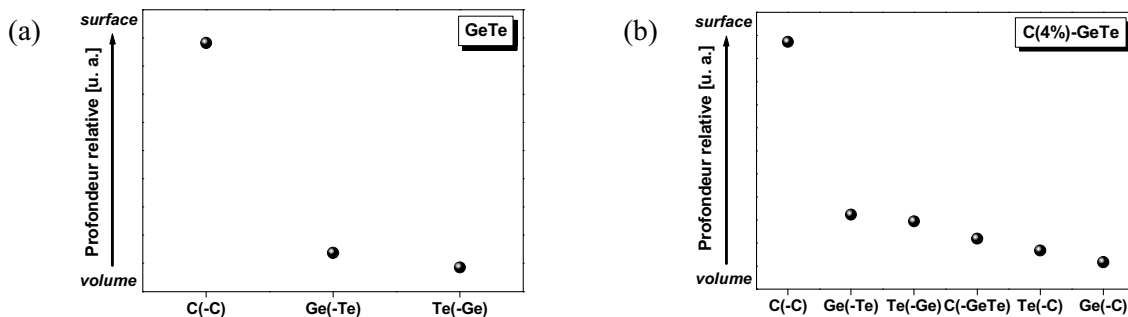 (a)
GeTe
surface
Profondeur relative [u. a.]
volume
C(-C) Ge(-Te) Te(-Ge)
(b)
C(4%)-GeTe
surface
Profondeur relative [u. a.]
volume
C(-C) Ge(-Te) Te(-Ge) C(-GeTe) Te(-C) Ge(-C)